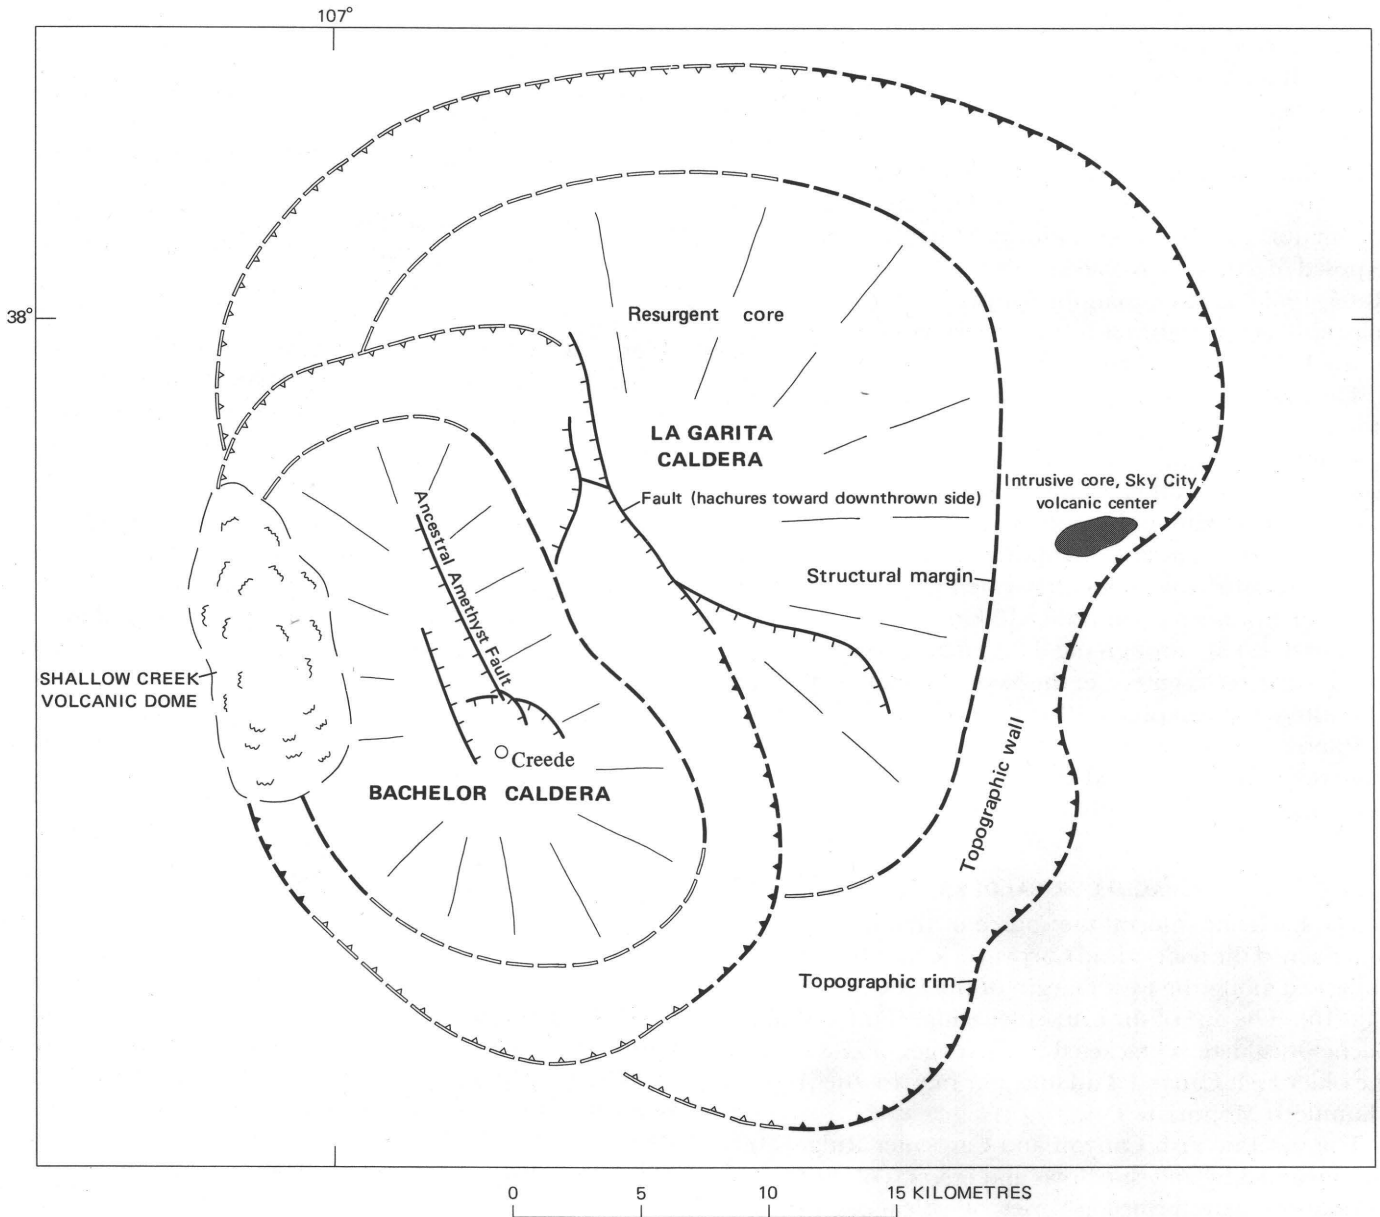 107°
38°
Resurgent core
LA GARITA
CALDERA
Fault (hachures toward downthrown side)
Intrusive core, Sky City
volcanic center
Structural margin
Ancestral Amethyst Fault
SHALLOW CREEK
VOLCANIC DOME
Creede
BACHELOR CALDERA
Topographic wall
Topographic rim
0 5 10 15 KILOMETRES